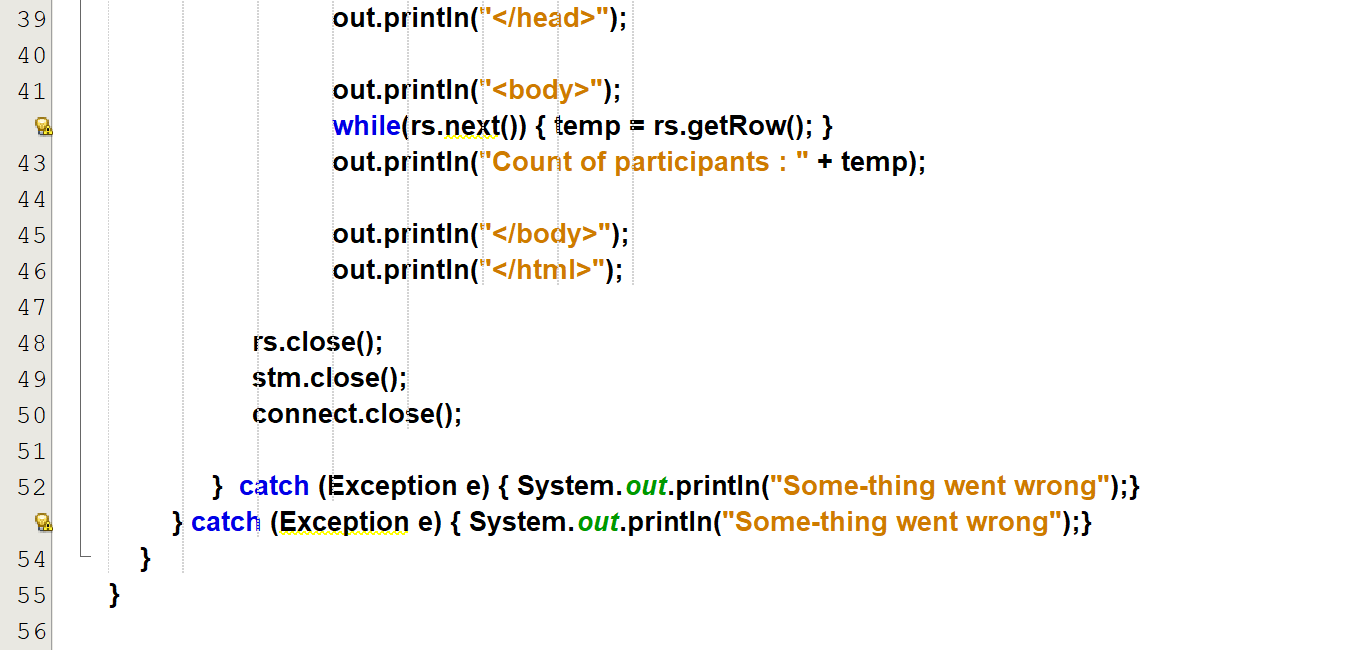 39 out.println("</head>");
40
41 out.println("<body>");
while(rs.next()) { temp = rs.getRow(); }
43 out.println("Count of participants : " + temp);
44
45 out.println("</body>");
46 out.println("</html>");
47
48 rs.close();
49 stm.close();
50 connect.close();
51
52 } catch (Exception e) { System.out.println("Some-thing went wrong");}
} catch (Exception e) { System.out.println("Some-thing went wrong");}
54 }
55 }
56